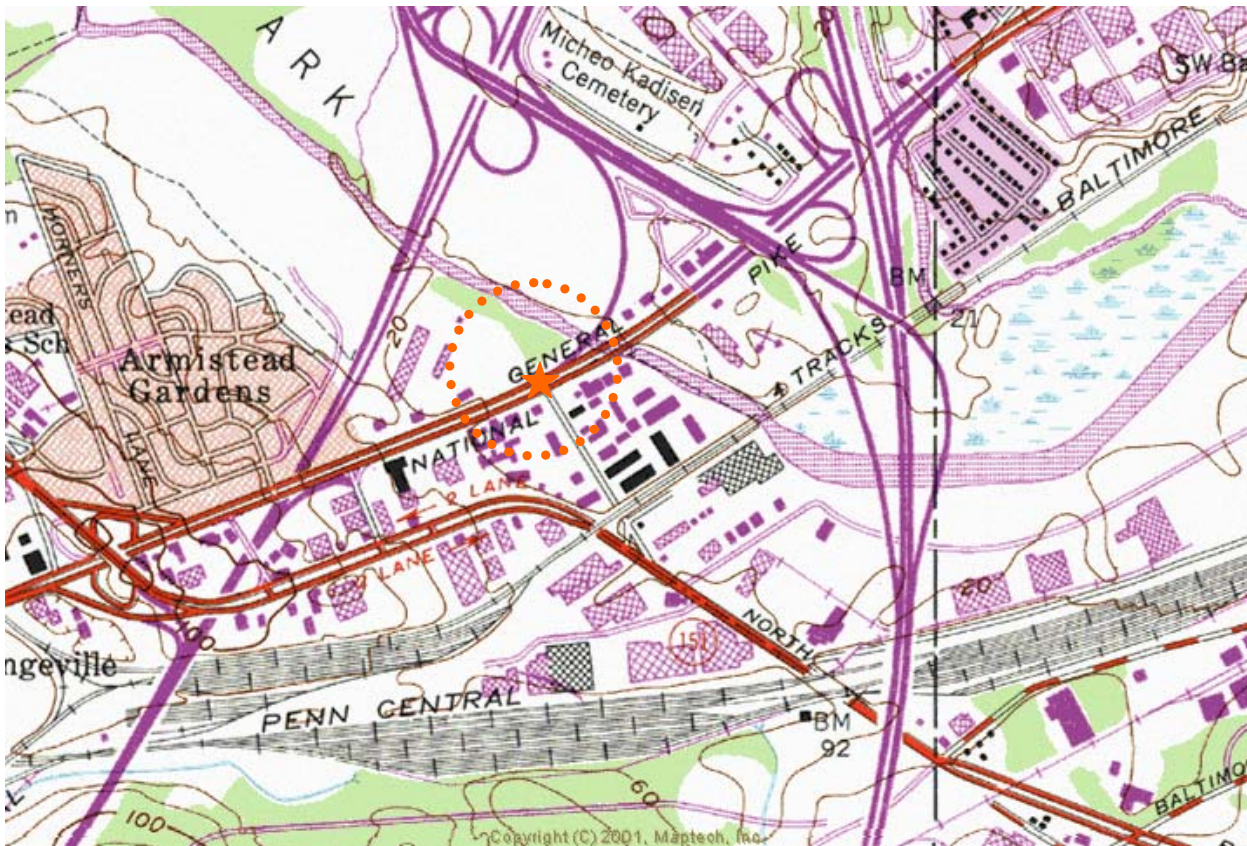 ARK
Micheo Kadisen
Cemetery
20
SW Ba
BALTIMORE
HORNERS
LANE
ead
Sch
Armistead
Gardens
20
GENERAL
PIKE
BM
21
4 TRACKS
NATIONAL
2 LANE
2 LANE
20
100
151
NORTH
ngeville
PENN CENTRAL
BM
92
60
100
BALTIMO
Copyright (C) 2001, Maptech, Inc.